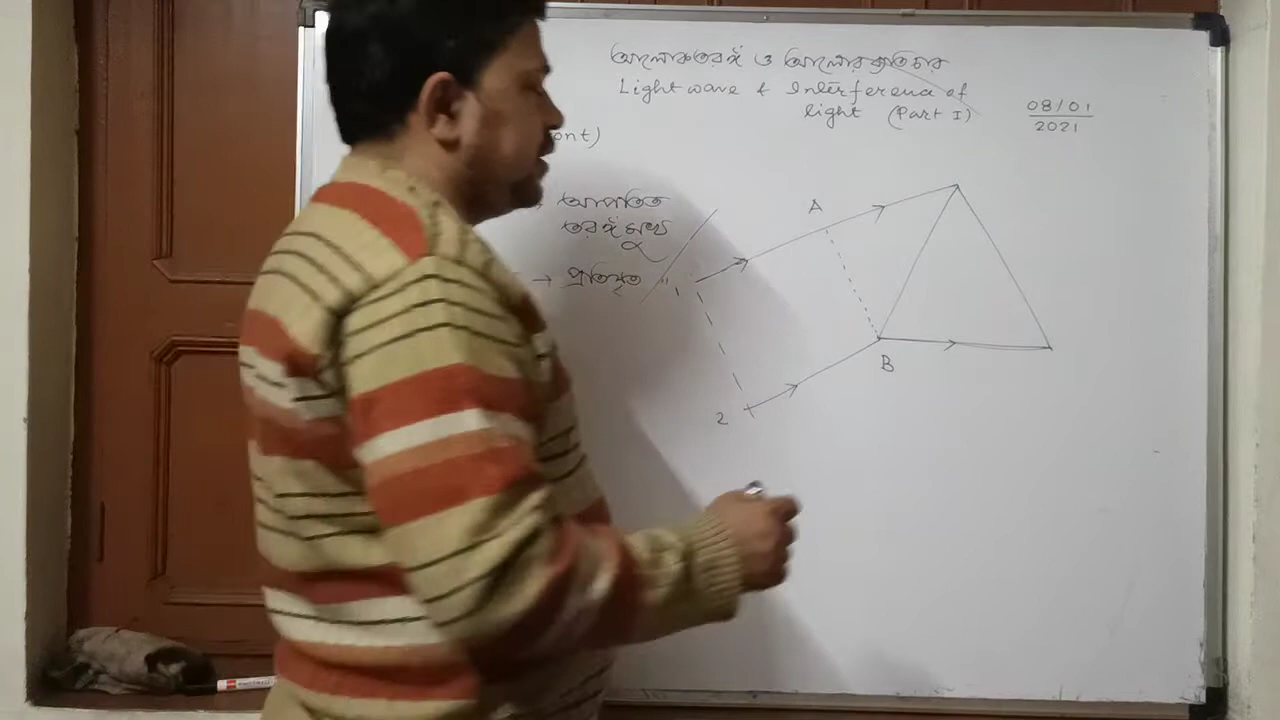 আলোকতরঙ্গ ও আলোর ব্যতিচার
Light wave & Interference of
light (Part I)
08/01
2021
ont)
আপতিত
তরঙ্গমুখ
→ প্রতিসৃত "
A
B
1
2